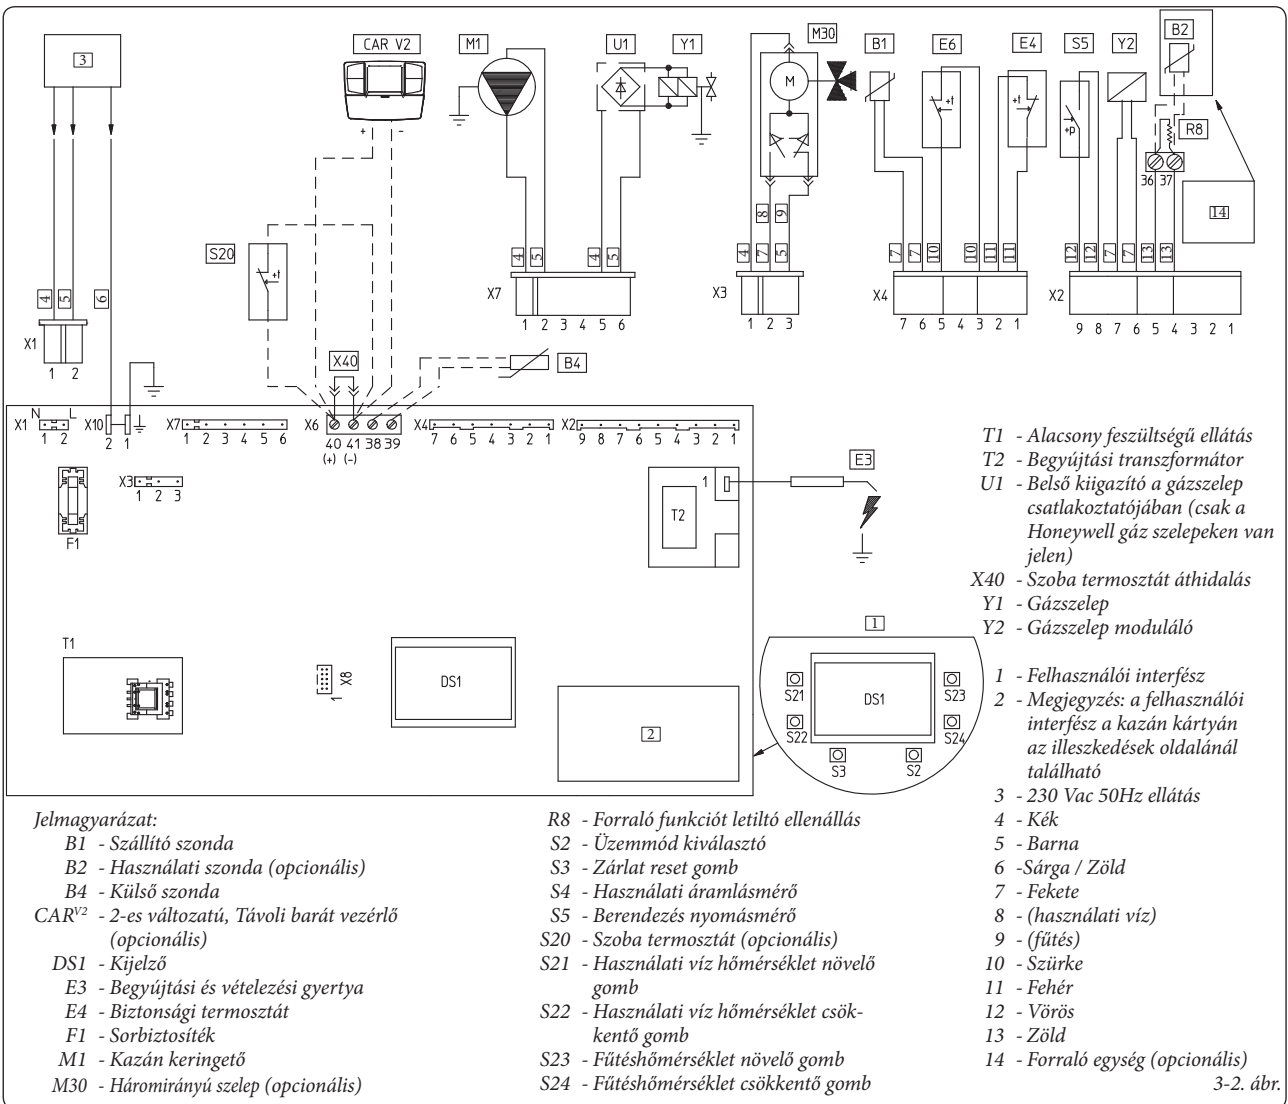 3
CAR V2
M1
U1
Y1
M30
B1
E6
E4
S5
Y2
B2
R8
M
+ -
+t
+t
+p
36 37
14
S20
+t
8 9
4 5 6
4 5
4 5
4 7 5
7 7 10 10 11 11
12 12 7 7 13 13
X7
X3
X4
X2
1 2 3 4 5 6
1 2 3
7 6 5 4 3 2 1
9 8 7 6 5 4 3 2 1
X1
1 2
X40
B4
N L
X1 1 2
X10 2 1
X7 1 2 3 4 5 6
X6 40 41 38 39
(+) (-)
X4 7 6 5 4 3 2 1
X2 9 8 7 6 5 4 3 2 1
X3 1 2 3
F1
1
T2
E3
T1
X8
1
DS1
2
1
S21
S22
DS1
S23
S24
S3
S2
T1 - Alacsony feszültségű ellátás
T2 - Begyújtási transzformátor
U1 - Belső kiigazító a gázszelep
csatlakoztatójában (csak a
Honeywell gáz szelepeken van
jelen)
X40 - Szoba termosztát áthidalás
Y1 - Gázszelep
Y2 - Gázszelep moduláló
1 - Felhasználói interfész
2 - Megjegyzés: a felhasználói
interfész a kazán kártyán
az illeszkedések oldalánál
található
3 - 230 Vac 50Hz ellátás
4 - Kék
5 - Barna
6 -Sárga / Zöld
7 - Fekete
8 - (használati víz)
9 - (fűtés)
10 - Szürke
11 - Fehér
12 - Vörös
13 - Zöld
14 - Forraló egység (opcionális)
Jelmagyarázat:
B1 - Szállító szonda
B2 - Használati szonda (opcionális)
B4 - Külső szonda
CARV2 - 2-es változatú, Távoli barát vezérlő
(opcionális)
DS1 - Kijelző
E3 - Begyújtási és vételezési gyertya
E4 - Biztonsági termosztát
F1 - Sorbiztosíték
M1 - Kazán keringető
M30 - Háromirányú szelep (opcionális)
R8 - Forraló funkciót letiltó ellenállás
S2 - Üzemmód kiválasztó
S3 - Zárlat reset gomb
S4 - Használati áramlásmérő
S5 - Berendezés nyomásmérő
S20 - Szoba termosztát (opcionális)
S21 - Használati víz hőmérséklet növelő
gomb
S22 - Használati víz hőmérséklet csök-
kentő gomb
S23 - Fűtéshőmérséklet növelő gomb
S24 - Fűtéshőmérséklet csökkentő gomb
3-2. ábr.